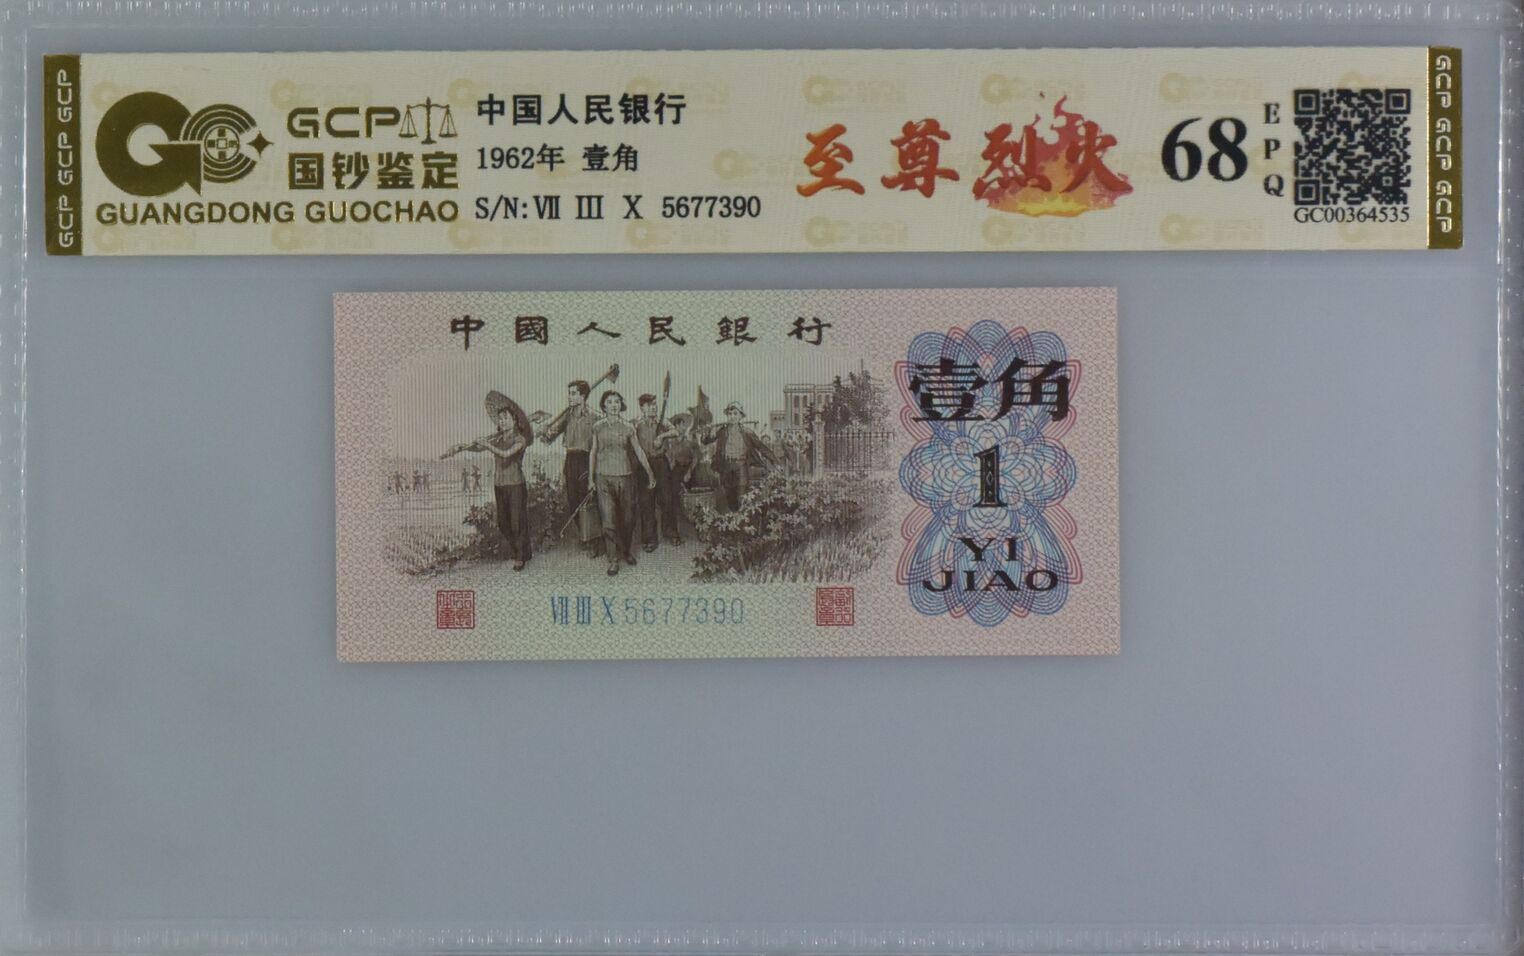 GCP GCP GCP
GCP
国钞鉴定
GUANGDONG GUOCHAO
中国人民银行
1962年 壹角
S/N: Ⅶ Ⅲ Ⅹ 5677390
至尊烈火
68
EPQ
GC00364535
GCP GCP GCP
中國人民銀行
壹角
1
YI
JIAO
Ⅶ Ⅲ Ⅹ 5677390